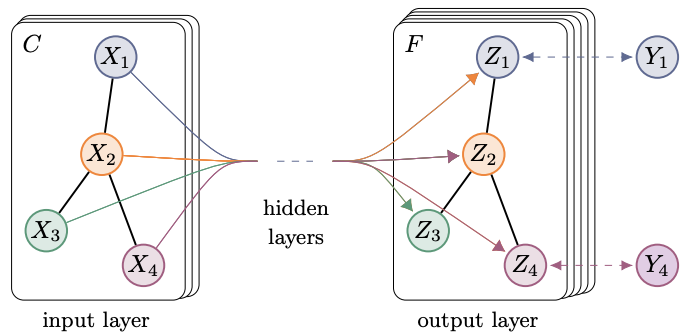 C
X₁
X₂
X₃
X₄
input layer
hidden
layers
F
Z₁
Z₂
Z₃
Z₄
output layer
Y₁
Y₄